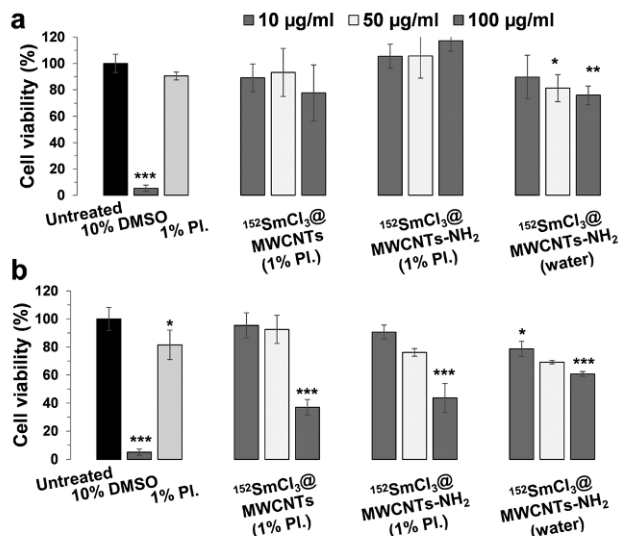 a
10 µg/ml 50 µg/ml 100 µg/ml
Cell viability (%)
120
100
80
60
40
20
0
***
*
**
Untreated
10% DMSO
1% Pl.
¹⁵²SmCl₃@
MWCNTs
(1% Pl.)
¹⁵²SmCl₃@
MWCNTs-NH₂
(1% Pl.)
¹⁵²SmCl₃@
MWCNTs-NH₂
(water)
b
Cell viability (%)
120
100
80
60
40
20
0
***
*
***
***
*
***
Untreated
10% DMSO
1% Pl.
¹⁵²SmCl₃@
MWCNTs
(1% Pl.)
¹⁵²SmCl₃@
MWCNTs-NH₂
(1% Pl.)
¹⁵²SmCl₃@
MWCNTs-NH₂
(water)